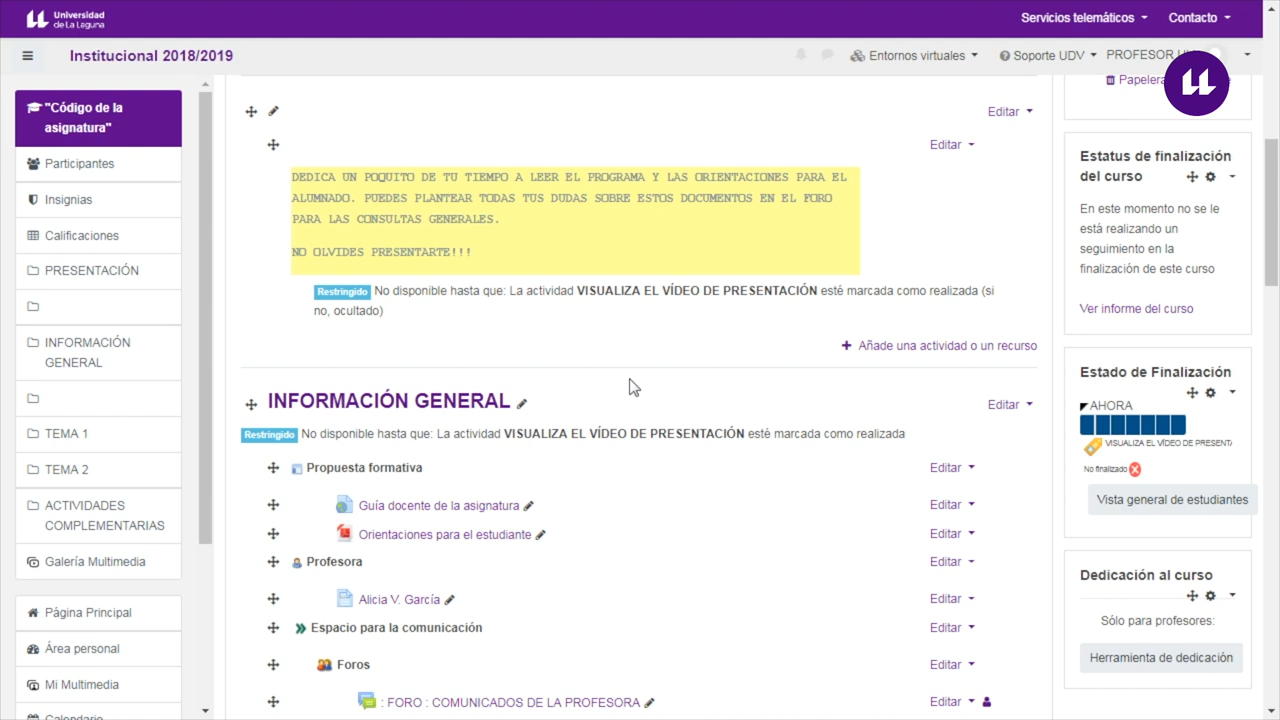 Universidad
de La Laguna
Servicios telemáticos
Contacto
Institucional 2018/2019
Entornos virtuales
Soporte UDV
PROFESOR
Papelera
"Código de la
asignatura"
Participantes
Insignias
Calificaciones
PRESENTACIÓN
INFORMACIÓN
GENERAL
TEMA 1
TEMA 2
ACTIVIDADES
COMPLEMENTARIAS
Galería Multimedia
Página Principal
Área personal
Mi Multimedia
Calendario
Editar
Editar
DEDICA UN POQUITO DE TU TIEMPO A LEER EL PROGRAMA Y LAS ORIENTACIONES PARA EL
ALUMNADO. PUEDES PLANTEAR TODAS TUS DUDAS SOBRE ESTOS DOCUMENTOS EN EL FORO
PARA LAS CONSULTAS GENERALES.
NO OLVIDES PRESENTARTE!!!
Restringido No disponible hasta que: La actividad VISUALIZA EL VÍDEO DE PRESENTACIÓN esté marcada como realizada (si
no, ocultado)
Añade una actividad o un recurso
INFORMACIÓN GENERAL
Editar
Restringido No disponible hasta que: La actividad VISUALIZA EL VÍDEO DE PRESENTACIÓN esté marcada como realizada
Propuesta formativa Editar
Guía docente de la asignatura Editar
Orientaciones para el estudiante Editar
Profesora Editar
Alicia V. García Editar
Espacio para la comunicación Editar
Foros Editar
: FORO : COMUNICADOS DE LA PROFESORA Editar
Estatus de finalización
del curso
En este momento no se le
está realizando un
seguimiento en la
finalización de este curso
Ver informe del curso
Estado de Finalización
AHORA
VISUALIZA EL VÍDEO DE PRESENT
No finalizado
Vista general de estudiantes
Dedicación al curso
Sólo para profesores:
Herramienta de dedicación